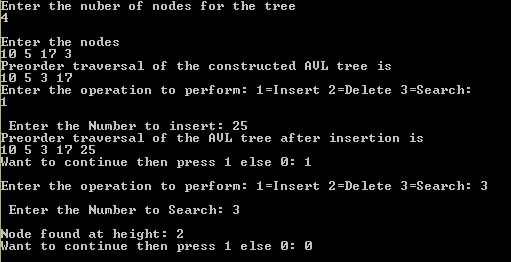 Enter the nuber of nodes for the tree
4
Enter the nodes
10 5 17 3
Preorder traversal of the constructed AVL tree is
10 5 3 17
Enter the operation to perform: 1=Insert 2=Delete 3=Search:
1
Enter the Number to insert: 25
Preorder traversal of the AVL tree after insertion is
10 5 3 17 25
Want to continue then press 1 else 0: 1
Enter the operation to perform: 1=Insert 2=Delete 3=Search: 3
Enter the Number to Search: 3
Node found at height: 2
Want to continue then press 1 else 0: 0